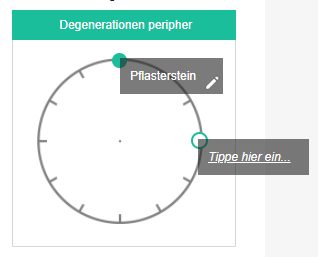 Degenerationen peripher
Pflasterstein
Tippe hier ein...